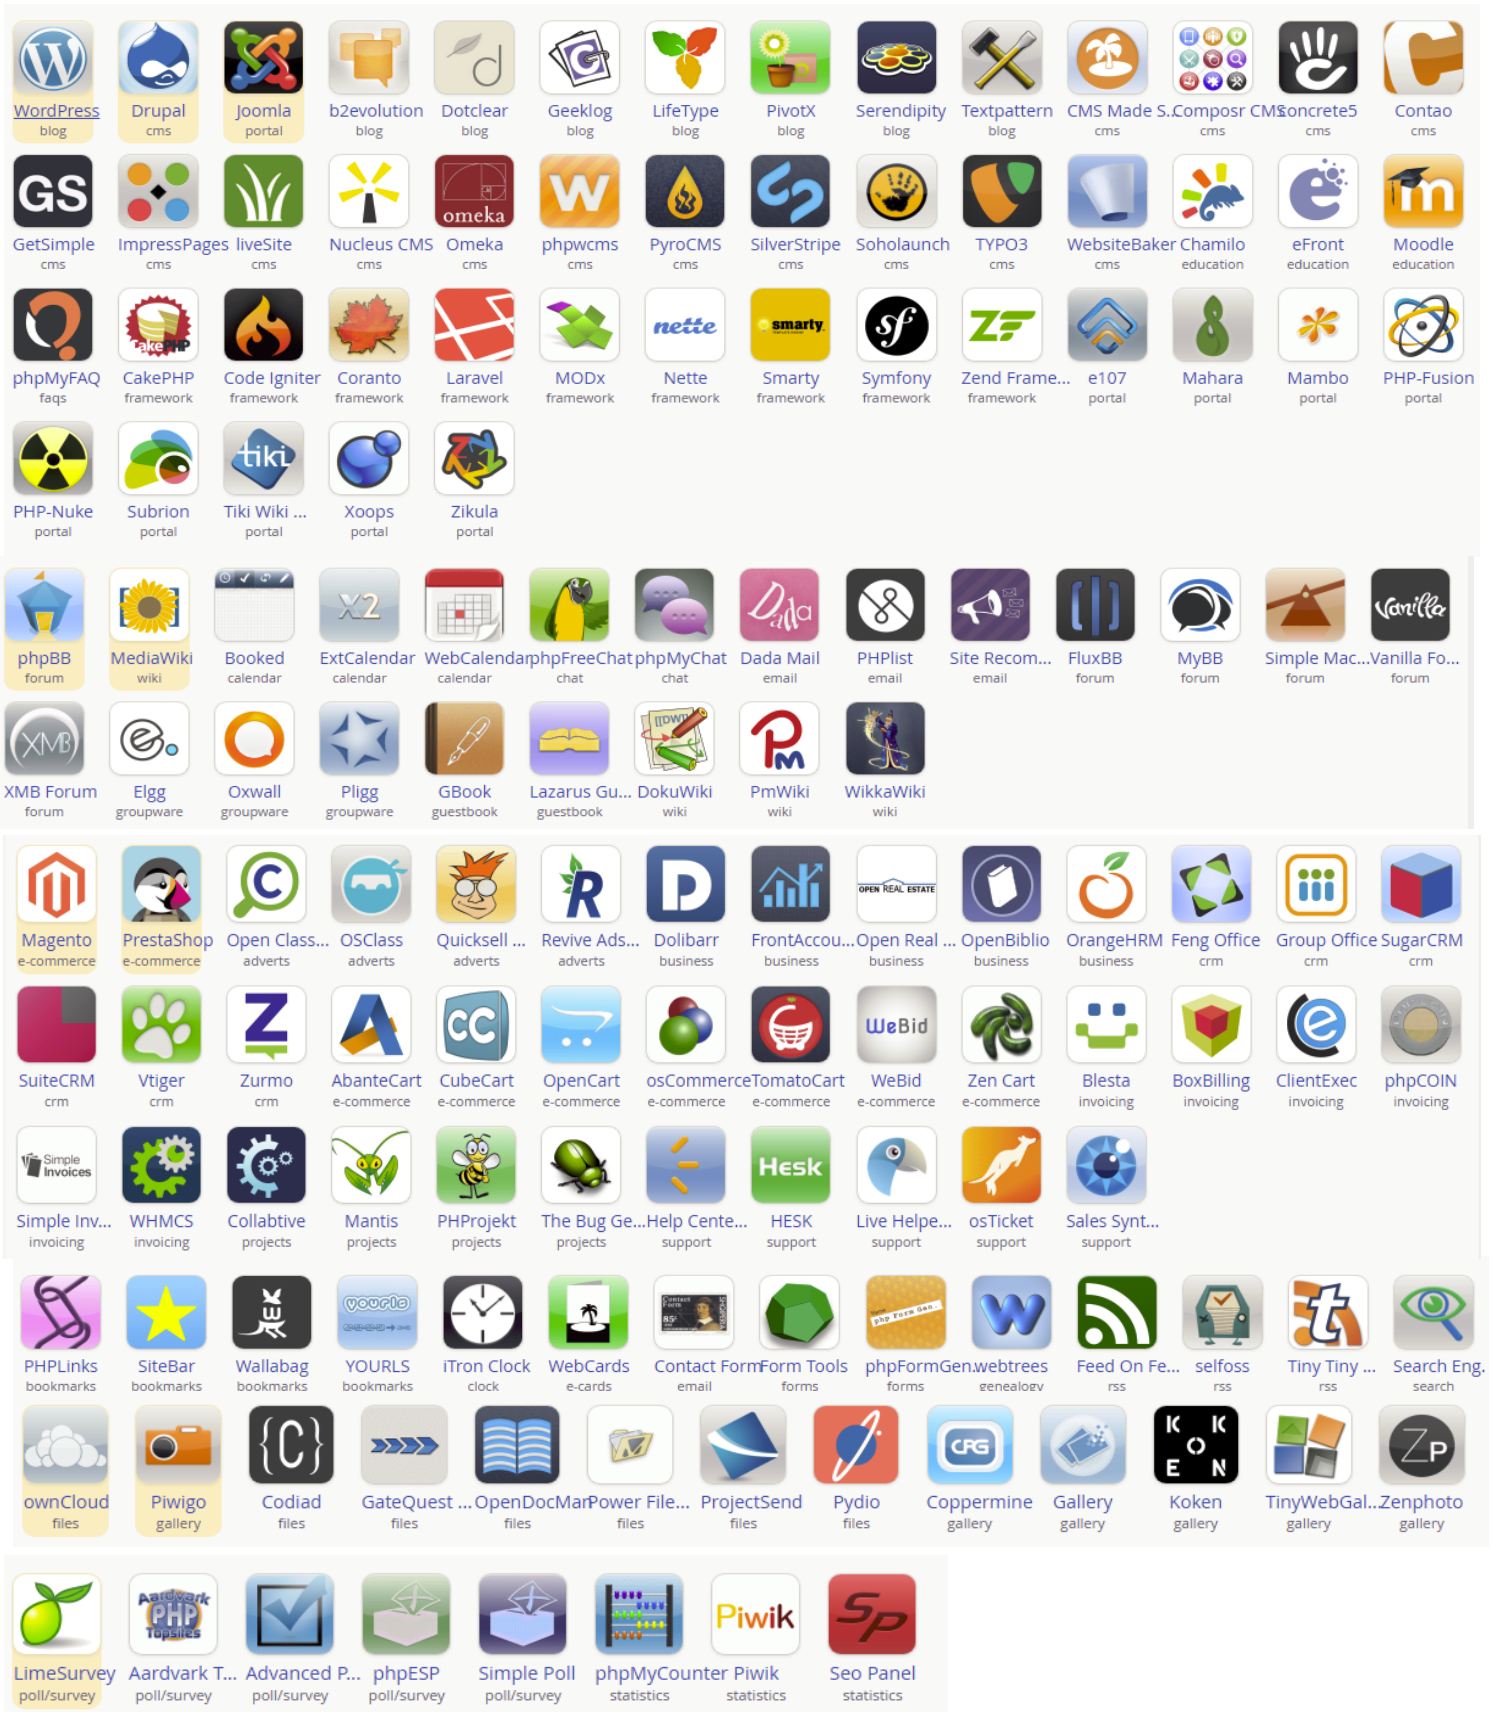 WordPress Drupal Joomla b2evolution Dotclear Geeklog LifeType PivotX Serendipity Textpattern CMS Made S... Composr CMS concrete5 Contao
blog cms portal blog blog blog blog blog blog blog cms cms cms cms
GS omeka w m
GetSimple ImpressPages liveSite Nucleus CMS Omeka phpwcms PyroCMS SilverStripe Soholaunch TYPO3 WebsiteBaker Chamilo eFront Moodle
cms cms cms cms cms cms cms cms cms cms cms education education education
CakePHP nette smarty sf ZF
phpMyFAQ CakePHP Code Igniter Coranto Laravel MODx Nette Smarty Symfony Zend Frame... e107 Mahara Mambo PHP-Fusion
faqs framework framework framework framework framework framework framework framework framework portal portal portal portal
tiki
PHP-Nuke Subrion Tiki Wiki ... Xoops Zikula
portal portal portal portal portal
X2 Dada Vanilla
phpBB MediaWiki Booked ExtCalendar WebCalendar phpFreeChat phpMyChat Dada Mail PHPlist Site Recom... FluxBB MyBB Simple Mac... Vanilla Fo...
forum wiki calendar calendar calendar chat chat email email email forum forum forum forum
XMB e. [[DW]] PM
XMB Forum Elgg Oxwall Pligg GBook Lazarus Gu... DokuWiki PmWiki WikkaWiki
forum groupware groupware groupware guestbook guestbook wiki wiki wiki
C R D OPEN REAL ESTATE
Magento PrestaShop Open Class... OSClass Quicksell ... Revive Ads... Dolibarr FrontAccou... Open Real ... OpenBiblio OrangeHRM Feng Office Group Office SugarCRM
e-commerce e-commerce adverts adverts adverts adverts business business business business business crm crm crm
Z CC WeBid e
SuiteCRM Vtiger Zurmo AbanteCart CubeCart OpenCart osCommerce TomatoCart WeBid Zen Cart Blesta BoxBilling ClientExec phpCOIN
crm crm crm e-commerce e-commerce e-commerce e-commerce e-commerce e-commerce e-commerce invoicing invoicing invoicing invoicing
Simple Invoices Hesk
Simple Inv... WHMCS Collabtive Mantis PHProjekt The Bug Ge... Help Cente... HESK Live Helpe... osTicket Sales Synt...
invoicing invoicing projects projects projects projects support support support support support
yourls Contact Form php Form Gen. w t
PHPLinks SiteBar Wallabag YOURLS iTron Clock WebCards Contact Form Form Tools phpFormGen... webtrees Feed On Fe... selfoss Tiny Tiny ... Search Eng.
bookmarks bookmarks bookmarks bookmarks clock e-cards email forms forms genealogy rss rss rss search
{C} CPG KOKEN ZP
ownCloud Piwigo Codiad GateQuest ... OpenDocMan Power File... ProjectSend Pydio Coppermine Gallery Koken TinyWebGal... Zenphoto
files gallery files files files files files files gallery gallery gallery gallery gallery
Aardvark PHP Topsites Piwik SP
LimeSurvey Aardvark T... Advanced P... phpESP Simple Poll phpMyCounter Piwik Seo Panel
poll/survey poll/survey poll/survey poll/survey poll/survey statistics statistics statistics